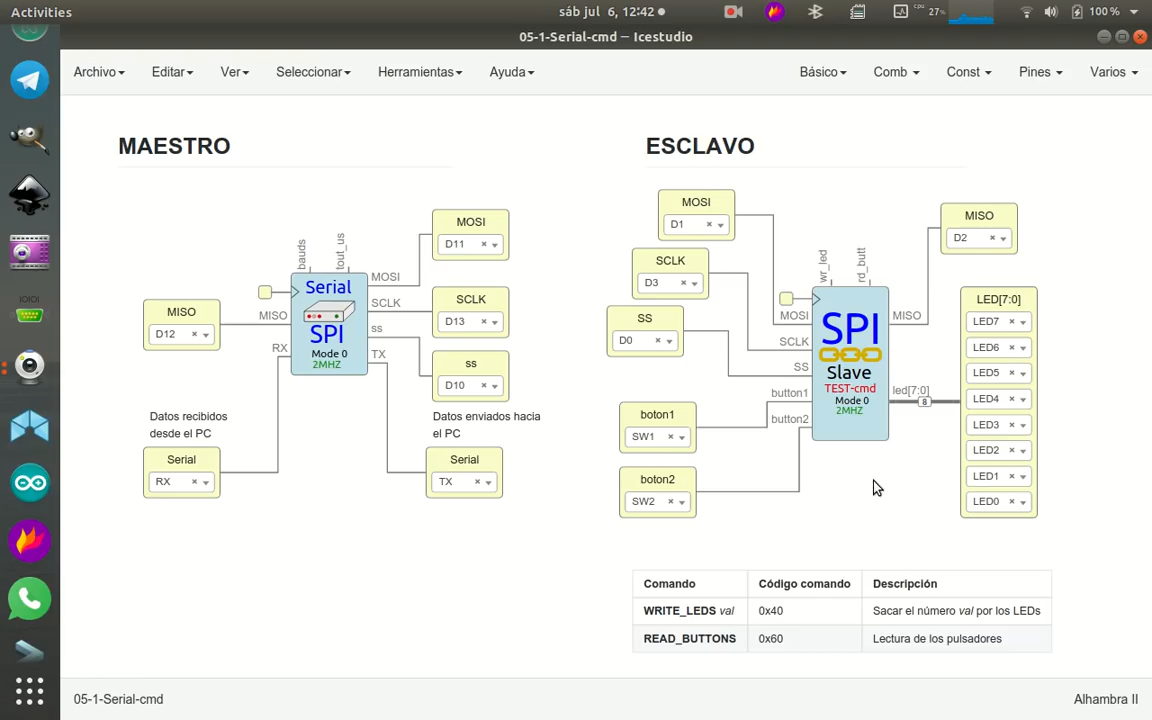 Activities
sáb jul 6, 12:42
cpu
27%
100 %
05-1-Serial-cmd – Icestudio
Archivo
Editar
Ver
Seleccionar
Herramientas
Ayuda
Básico
Comb
Const
Pines
Varios
MAESTRO
bauds
tout_us
MOSI
D11
MISO
D12
MISO
RX
Serial
SPI
Mode 0
2MHZ
MOSI
SCLK
ss
TX
SCLK
D13
ss
D10
Datos recibidos
desde el PC
Serial
RX
Datos enviados hacia
el PC
Serial
TX
ESCLAVO
MOSI
D1
SCLK
D3
SS
D0
boton1
SW1
boton2
SW2
wr_led
rd_butt
MOSI
SCLK
SS
button1
button2
SPI
Slave
TEST-cmd
Mode 0
2MHZ
MISO
led[7:0]
8
MISO
D2
LED[7:0]
LED7
LED6
LED5
LED4
LED3
LED2
LED1
LED0
Comando Código comando Descripción
WRITE_LEDS val 0x40 Sacar el número val por los LEDs
READ_BUTTONS 0x60 Lectura de los pulsadores
05-1-Serial-cmd
Alhambra II